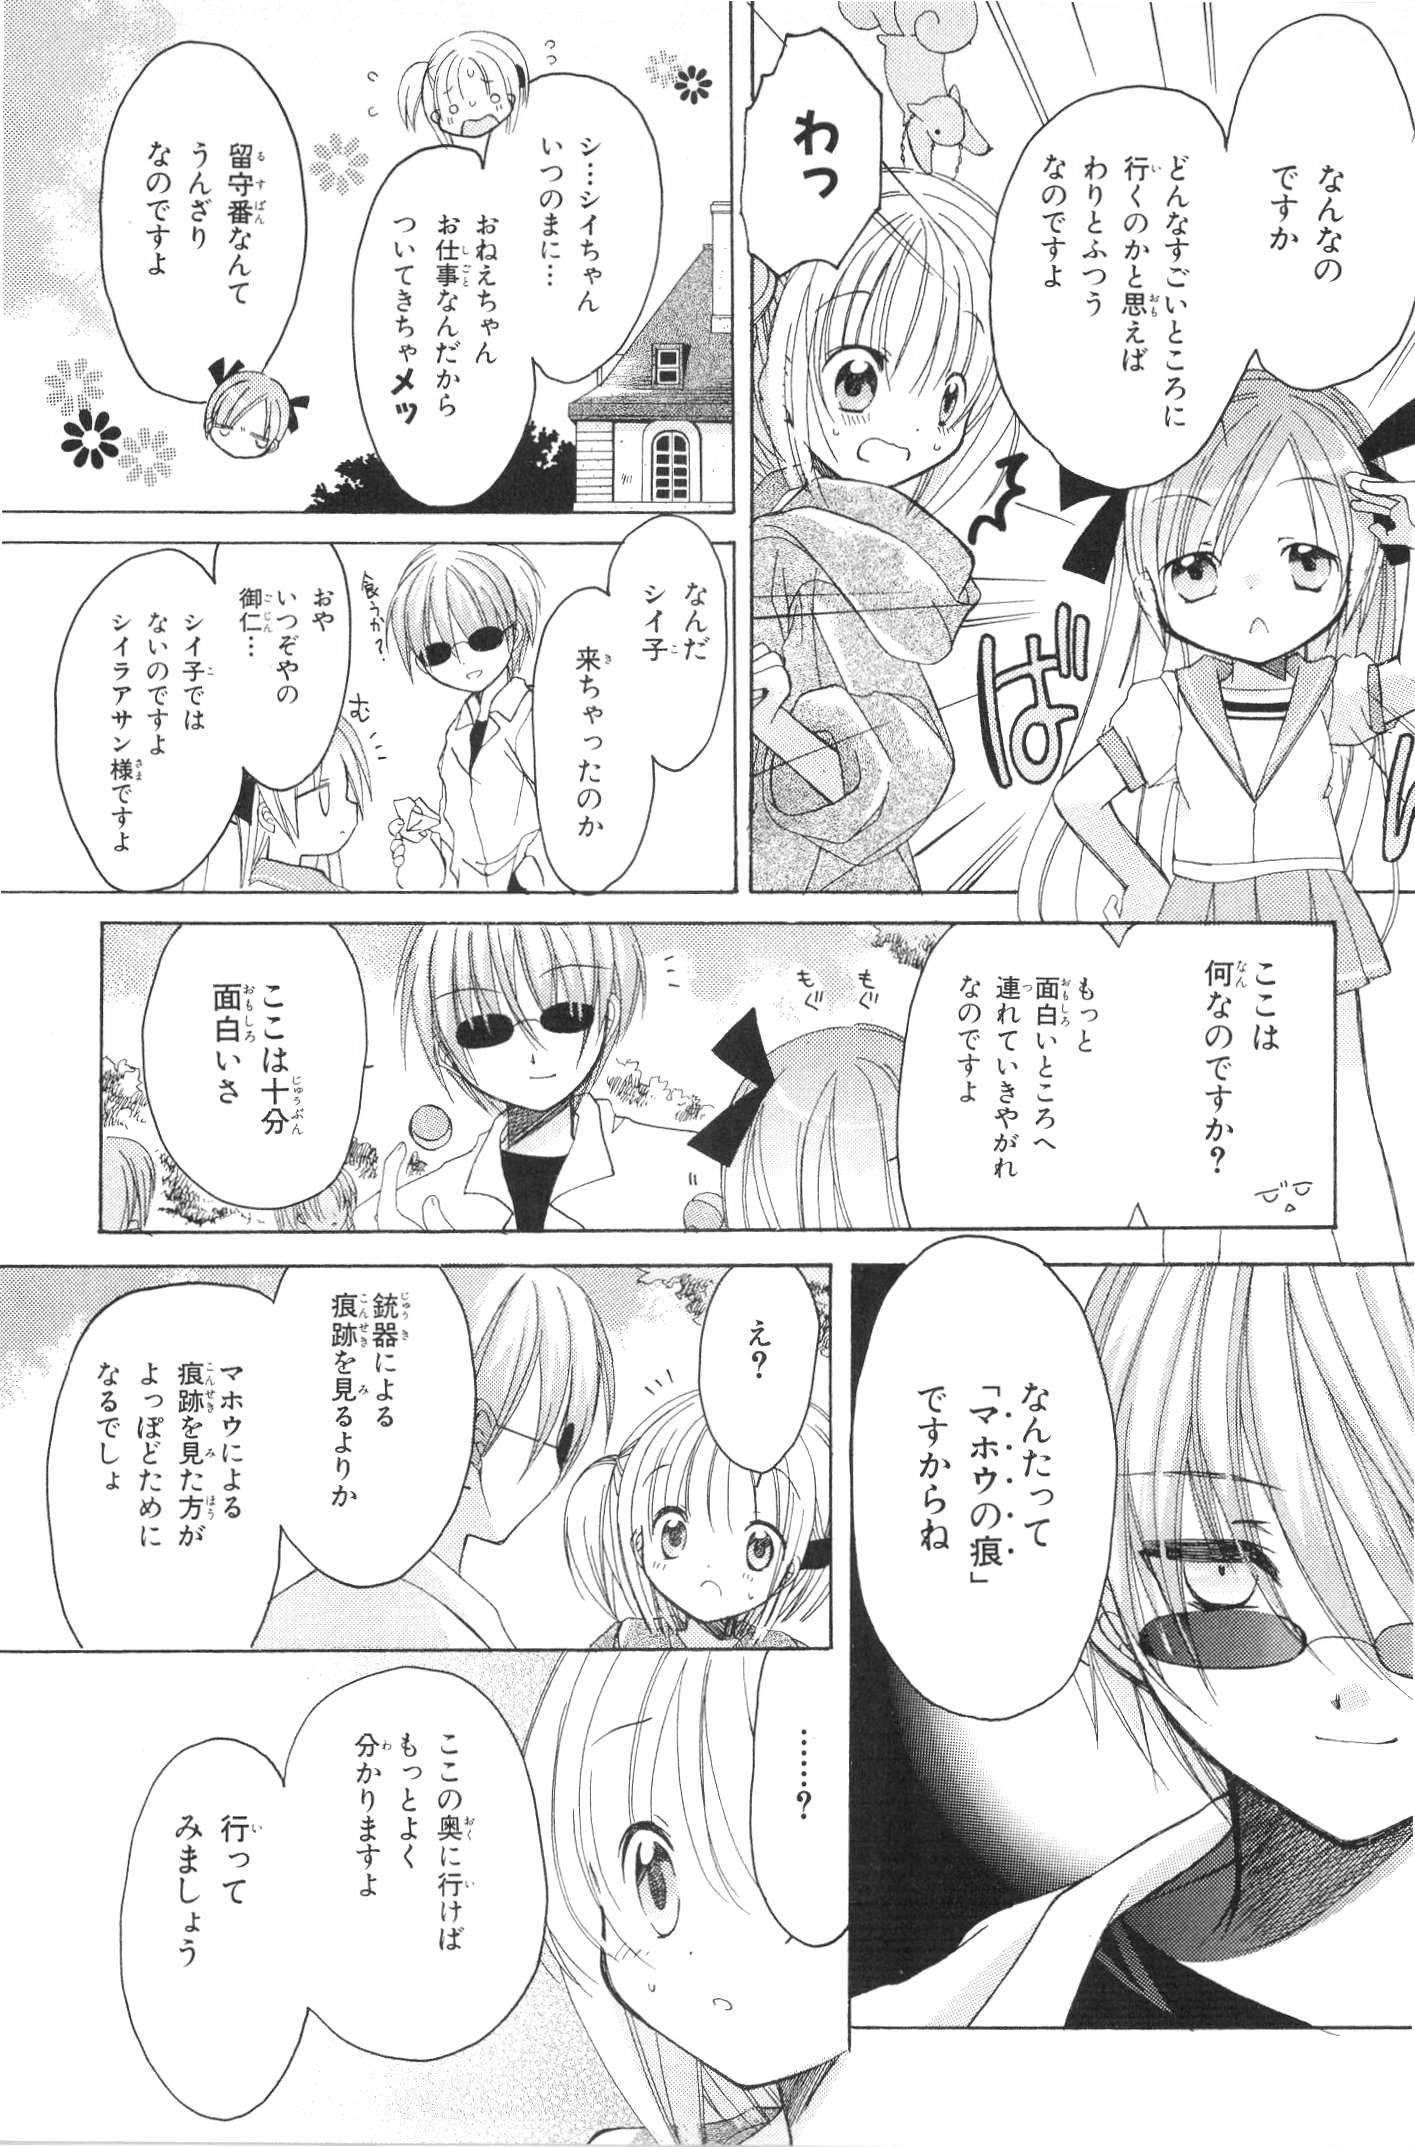 なんなの
ですか
どんなすごいところに
行くのかと思えば
わりとふつう
なのですよ
わっ
ばばーん
シ…シイちゃん
いつのまに…
おねえちゃん
お仕事なんだから
ついてきちゃメッ
留守番なんて
うんざり
なのですよ
なんだ
シイ子
来ちゃったのか
食うか?
む
おや
いつぞやの
御仁…
シイ子では
ないのですよ
シイラアサン様ですよ
ここは
何なのですか?
もっと
面白いところへ
連れていきやがれ
なのですよ
もぐ
もぐ
ここは十分
面白いさ
なんたって
「マホウの痕」
ですからね
え?
銃器による
痕跡を見るよりか
マホウによる
痕跡を見た方が
よっぽどために
なるでしょ
……?
ここの奥に行けば
もっとよく
分かりますよ
行って
みましょう